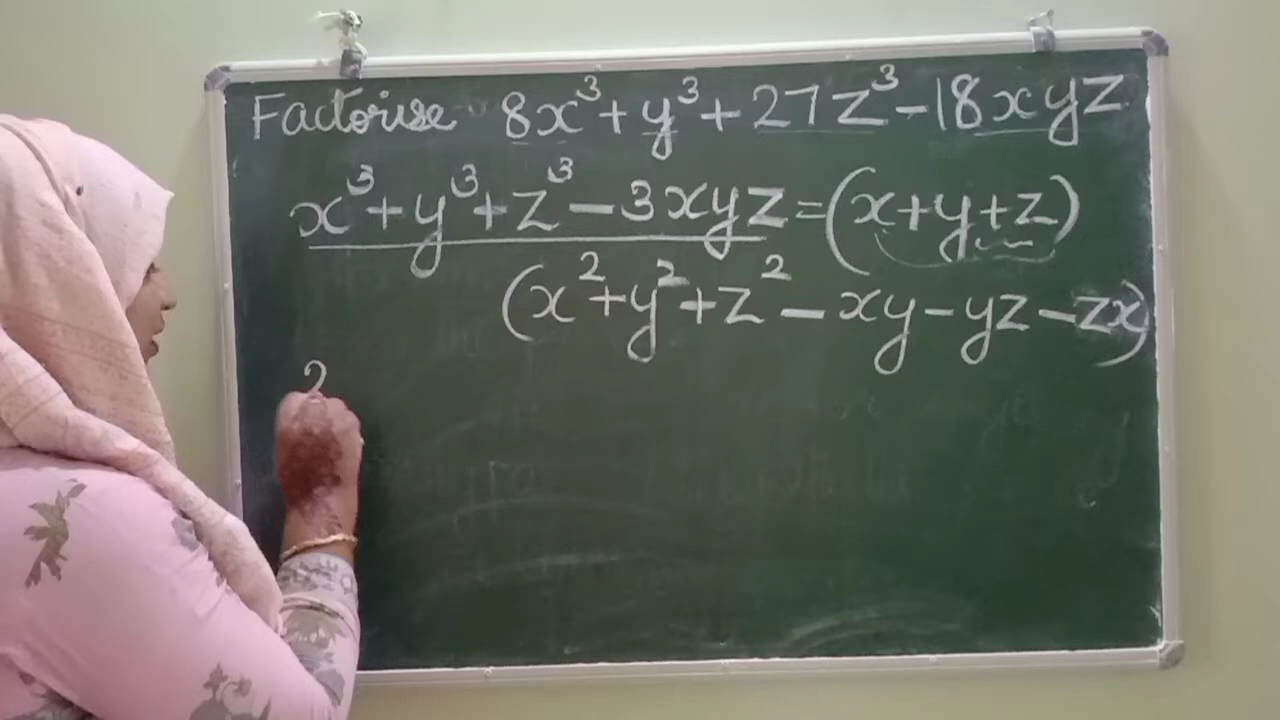 Factorise 8x³ + y³ + 27z³ - 18xyz
x³ + y³ + z³ - 3xyz = (x+y+z)
(x² + y² + z² - xy - yz - zx)
2